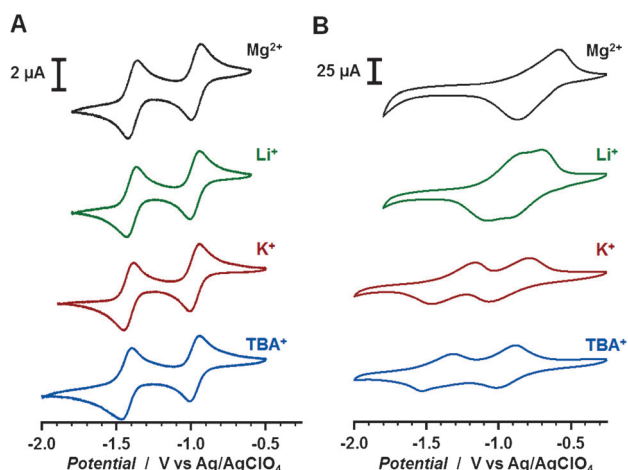 A
B
2 µA
Mg²⁺
25 µA
Mg²⁺
Li⁺
Li⁺
K⁺
K⁺
TBA⁺
TBA⁺
-2.0 -1.5 -1.0 -0.5
-2.0 -1.5 -1.0 -0.5
Potential / V vs Ag/AgClO₄
Potential / V vs Ag/AgClO₄